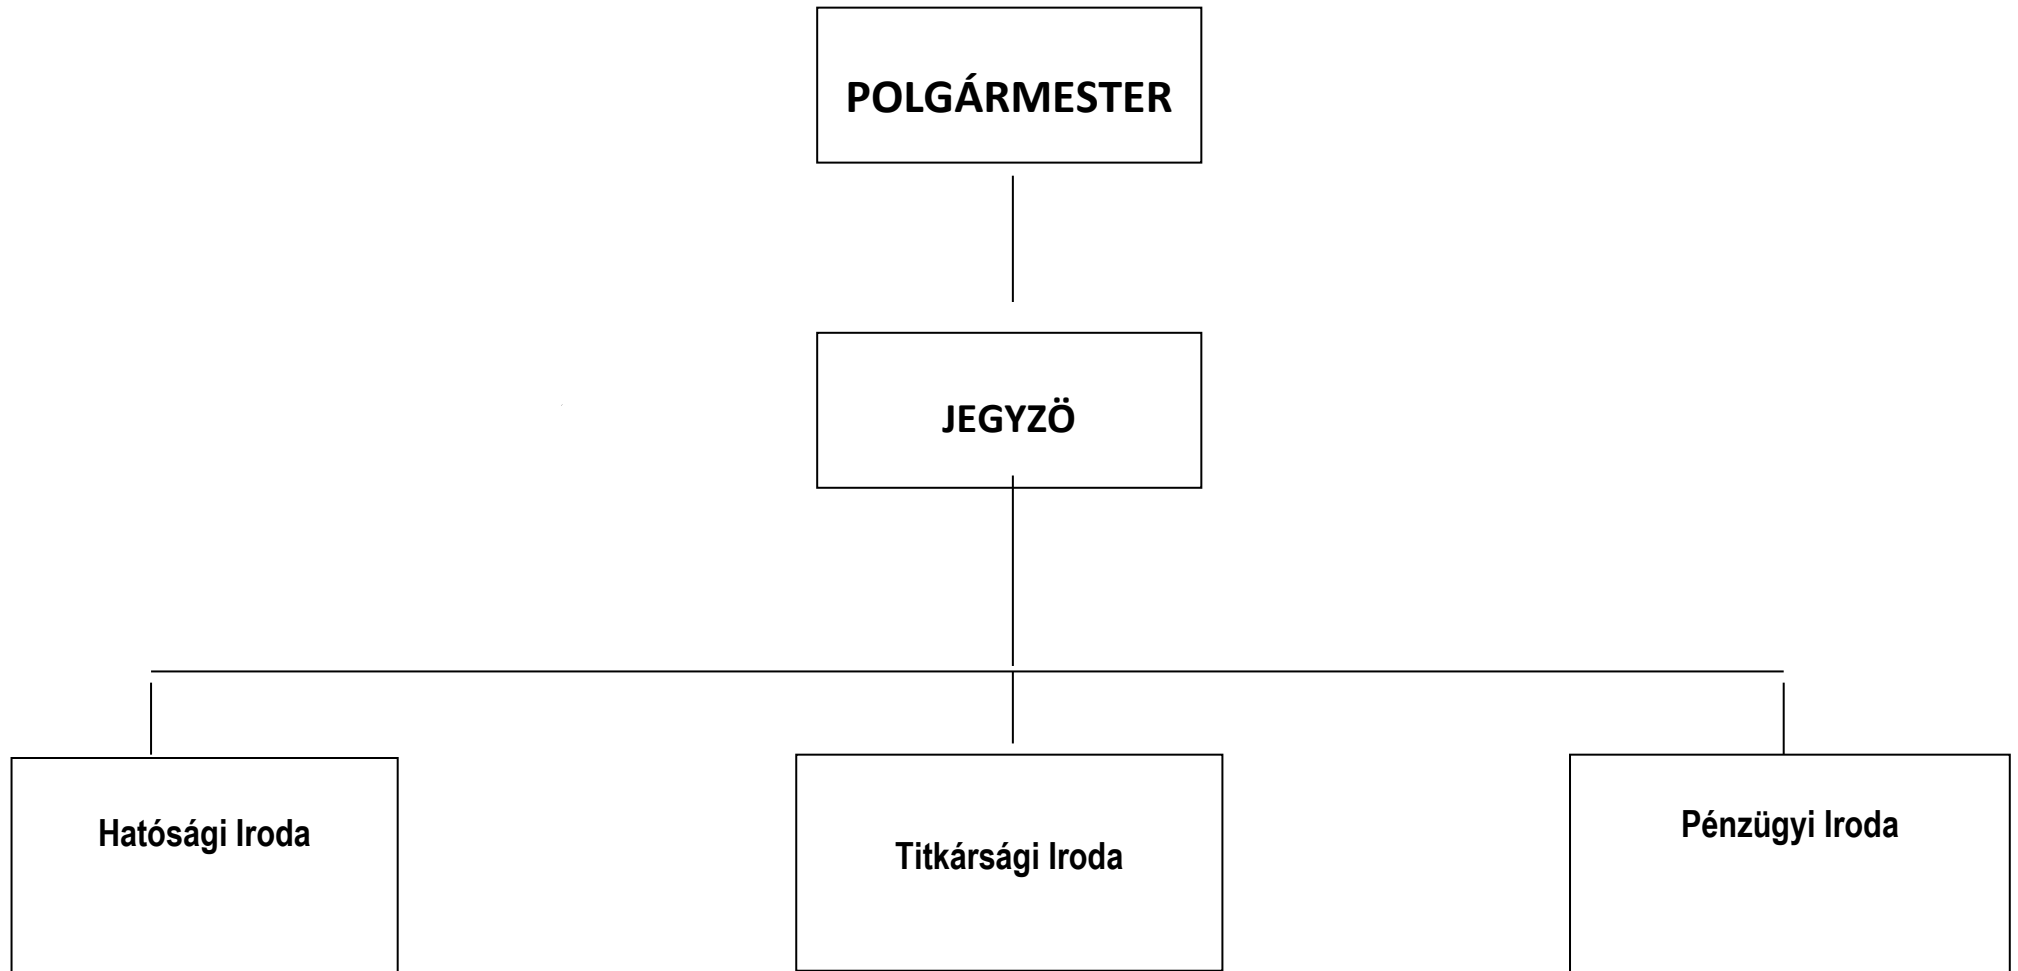 POLGÁRMESTER
JEGYZÖ
Hatósági Iroda
Titkársági Iroda
Pénzügyi Iroda